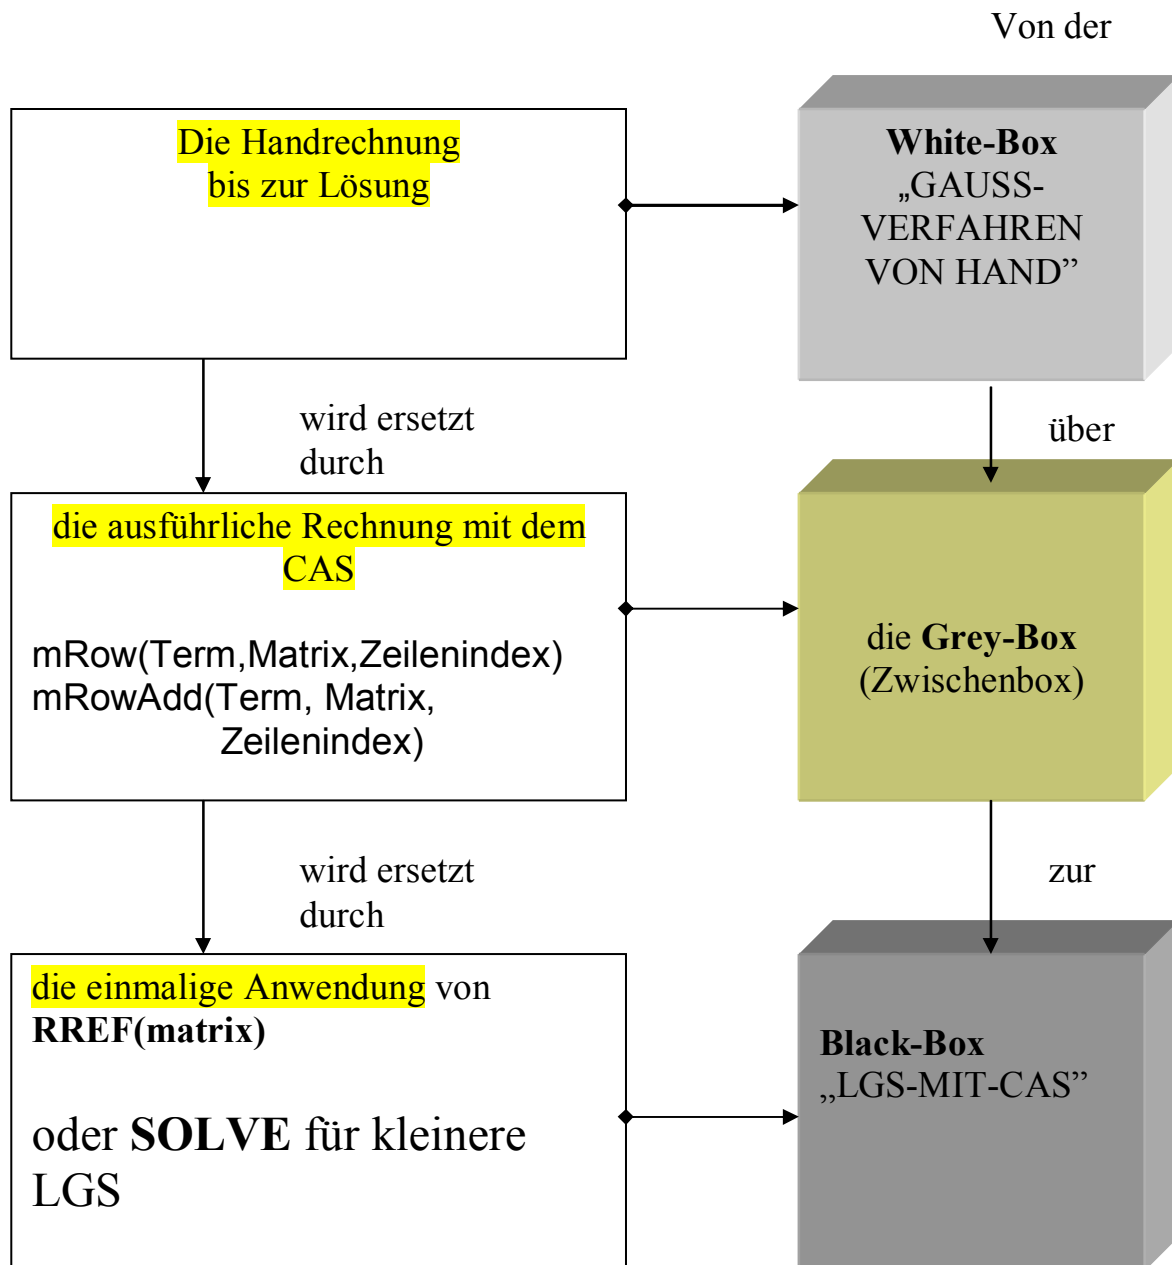 Von der
Die Handrechnung
bis zur Lösung
White-Box
„GAUSS-
VERFAHREN
VON HAND”
wird ersetzt
durch
über
die ausführliche Rechnung mit dem
CAS
mRow(Term,Matrix,Zeilenindex)
mRowAdd(Term, Matrix,
Zeilenindex)
die Grey-Box
(Zwischenbox)
wird ersetzt
durch
zur
die einmalige Anwendung von
RREF(matrix)
oder SOLVE für kleinere
LGS
Black-Box
„LGS-MIT-CAS”